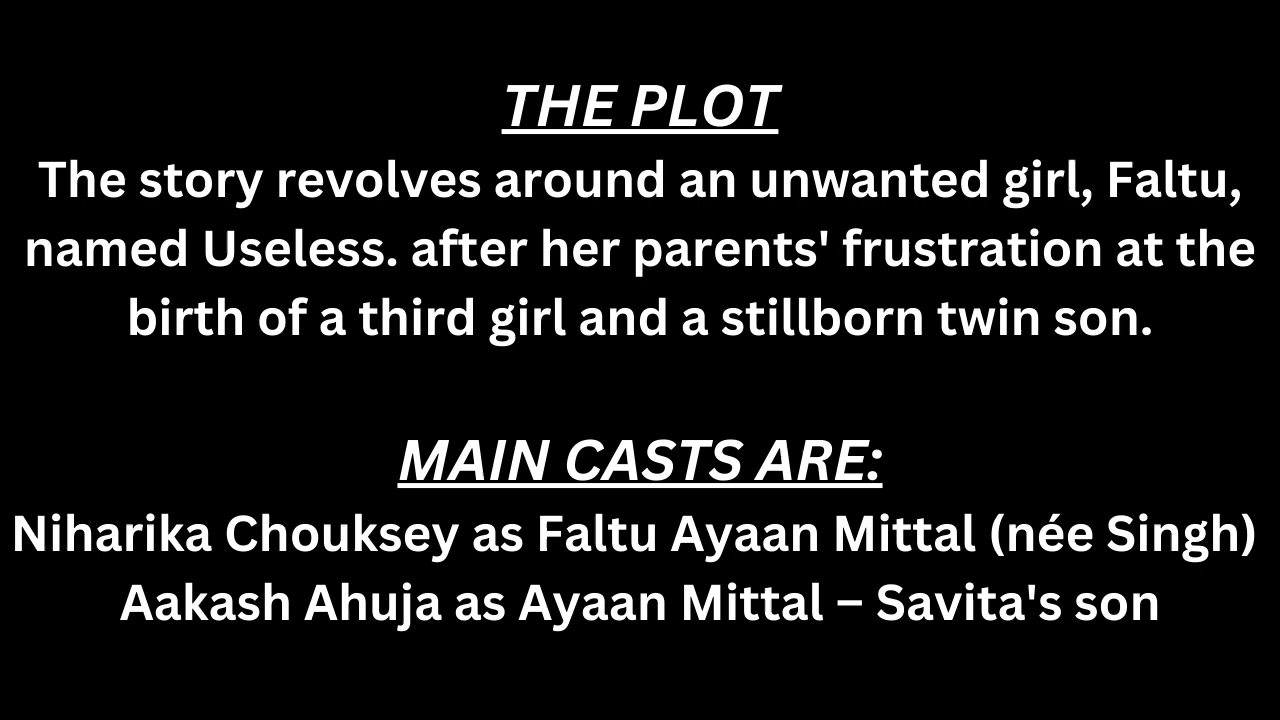 THE PLOT
The story revolves around an unwanted girl, Faltu,
named Useless. after her parents' frustration at the
birth of a third girl and a stillborn twin son.
MAIN CASTS ARE:
Niharika Chouksey as Faltu Ayaan Mittal (née Singh)
Aakash Ahuja as Ayaan Mittal – Savita's son